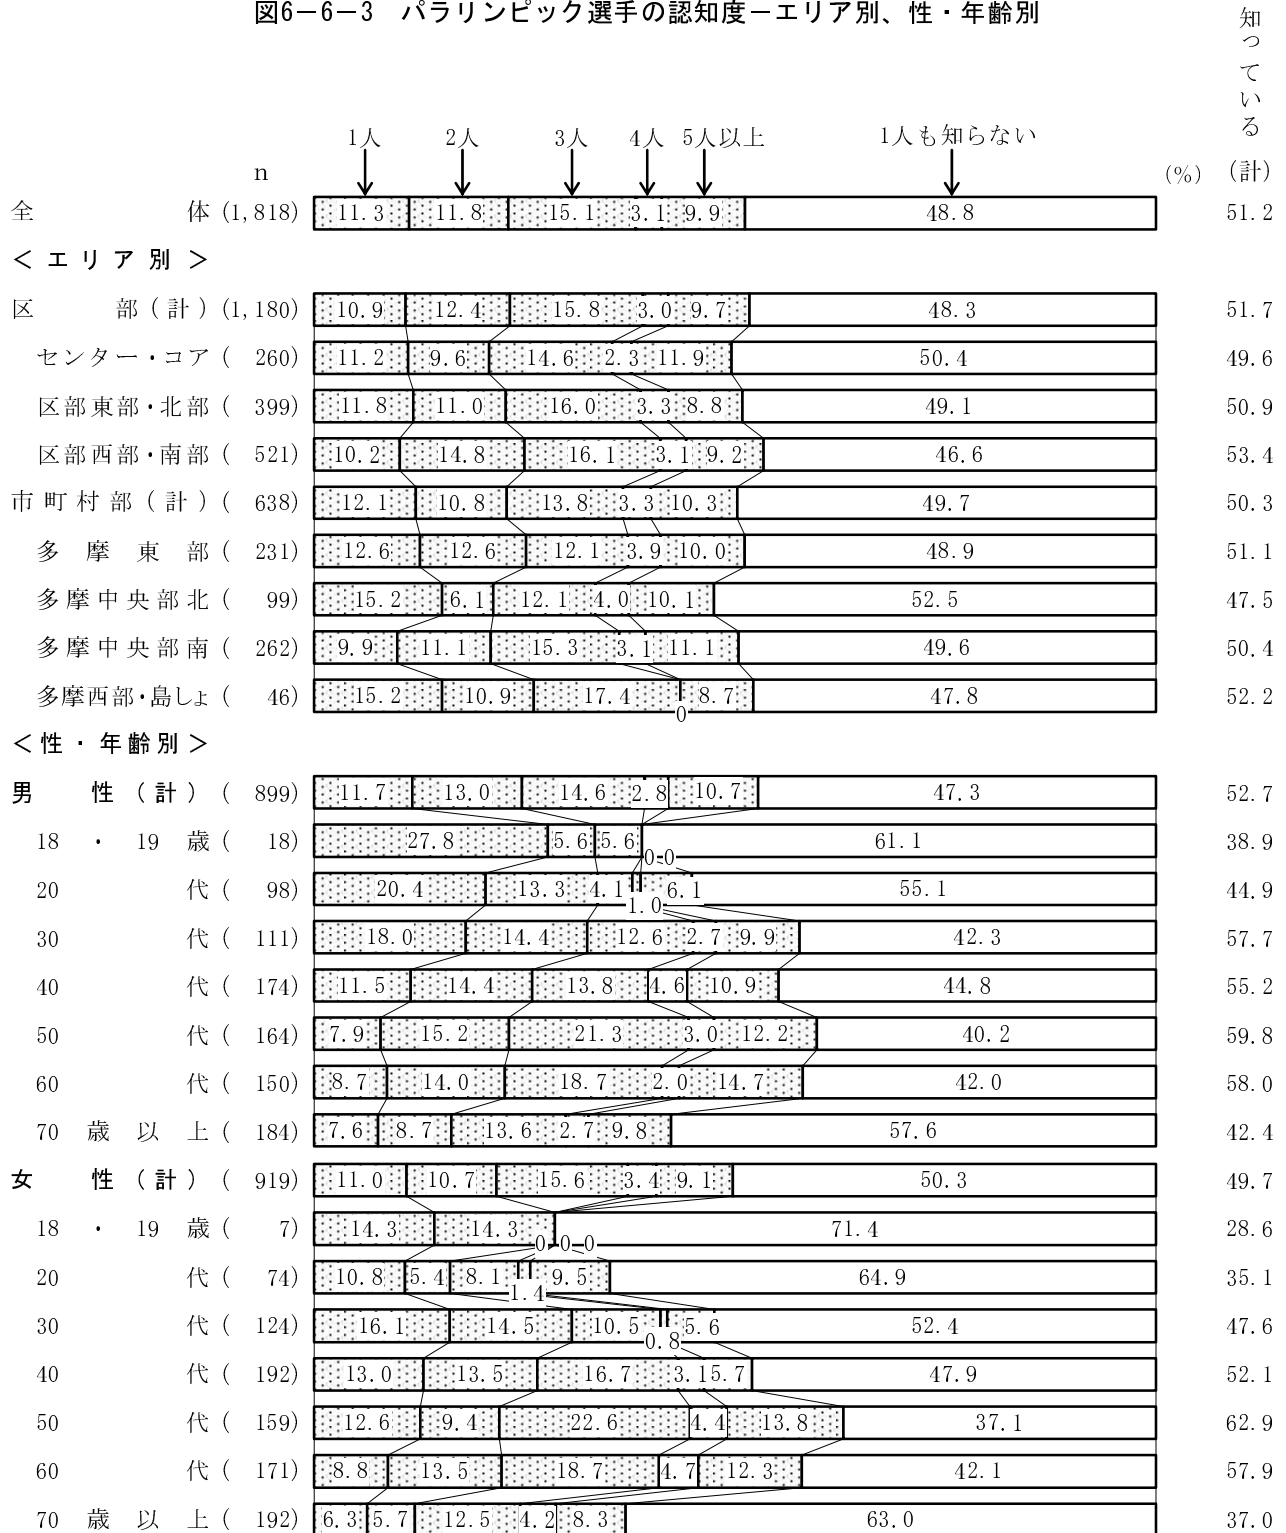 図6－6－3　パラリンピック選手の認知度－エリア別、性・年齢別
知っている
1人 2人 3人 4人 5人以上 1人も知らない
n (%) (計)
全体 (1,818) 11.3 11.8 15.1 3.1 9.9 48.8 51.2
＜エリア別＞
区部(計) (1,180) 10.9 12.4 15.8 3.0 9.7 48.3 51.7
センター・コア ( 260) 11.2 9.6 14.6 2.3 11.9 50.4 49.6
区部東部・北部 ( 399) 11.8 11.0 16.0 3.3 8.8 49.1 50.9
区部西部・南部 ( 521) 10.2 14.8 16.1 3.1 9.2 46.6 53.4
市町村部(計) ( 638) 12.1 10.8 13.8 3.3 10.3 49.7 50.3
多摩東部 ( 231) 12.6 12.6 12.1 3.9 10.0 48.9 51.1
多摩中央部北 ( 99) 15.2 6.1 12.1 4.0 10.1 52.5 47.5
多摩中央部南 ( 262) 9.9 11.1 15.3 3.1 11.1 49.6 50.4
多摩西部・島しょ ( 46) 15.2 10.9 17.4 0 8.7 47.8 52.2
＜性・年齢別＞
男性(計) ( 899) 11.7 13.0 14.6 2.8 10.7 47.3 52.7
18・19歳 ( 18) 27.8 5.6 5.6 0 0 61.1 38.9
20代 ( 98) 20.4 13.3 4.1 1.0 6.1 55.1 44.9
30代 ( 111) 18.0 14.4 12.6 2.7 9.9 42.3 57.7
40代 ( 174) 11.5 14.4 13.8 4.6 10.9 44.8 55.2
50代 ( 164) 7.9 15.2 21.3 3.0 12.2 40.2 59.8
60代 ( 150) 8.7 14.0 18.7 2.0 14.7 42.0 58.0
70歳以上 ( 184) 7.6 8.7 13.6 2.7 9.8 57.6 42.4
女性(計) ( 919) 11.0 10.7 15.6 3.4 9.1 50.3 49.7
18・19歳 ( 7) 14.3 14.3 0 0 0 71.4 28.6
20代 ( 74) 10.8 5.4 8.1 1.4 9.5 64.9 35.1
30代 ( 124) 16.1 14.5 10.5 0.8 5.6 52.4 47.6
40代 ( 192) 13.0 13.5 16.7 3.1 5.7 47.9 52.1
50代 ( 159) 12.6 9.4 22.6 4.4 13.8 37.1 62.9
60代 ( 171) 8.8 13.5 18.7 4.7 12.3 42.1 57.9
70歳以上 ( 192) 6.3 5.7 12.5 4.2 8.3 63.0 37.0